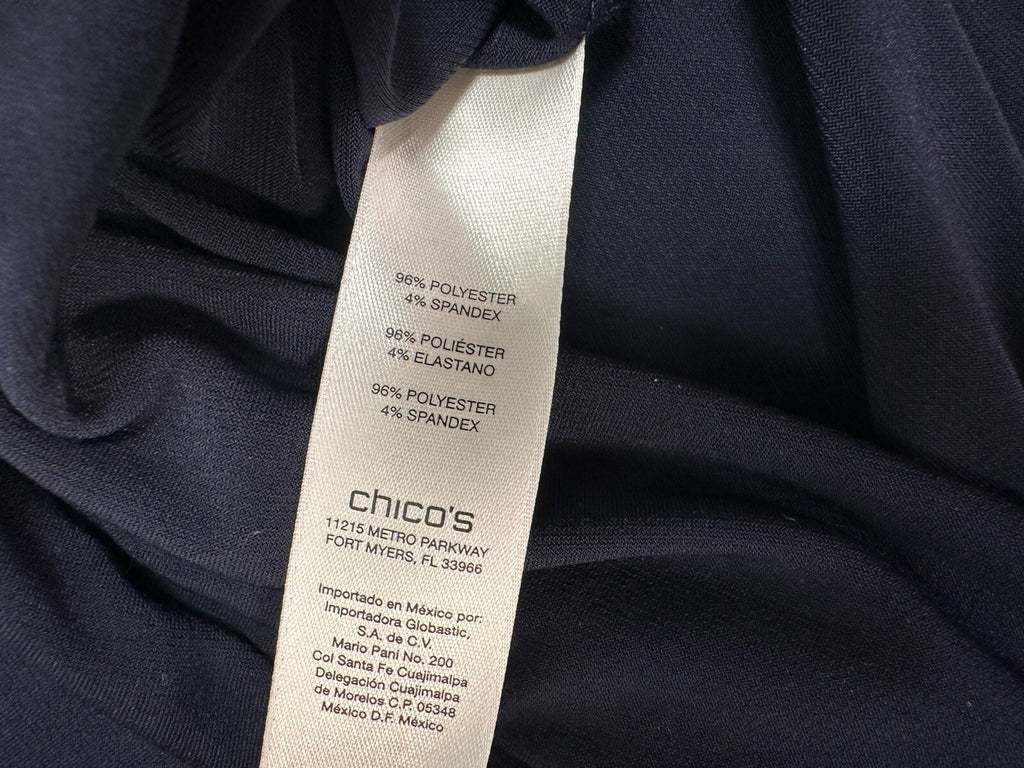 96% POLYESTER
4% SPANDEX
96% POLIÉSTER
4% ELASTANO
96% POLYESTER
4% SPANDEX
chico's
11215 METRO PARKWAY
FORT MYERS, FL 33966
Importado en México por:
Importadora Globastic,
S.A. de C.V.
Mario Pani No. 200
Col Santa Fe Cuajimalpa
Delegación Cuajimalpa
de Morelos C.P. 05348
México D.F. México